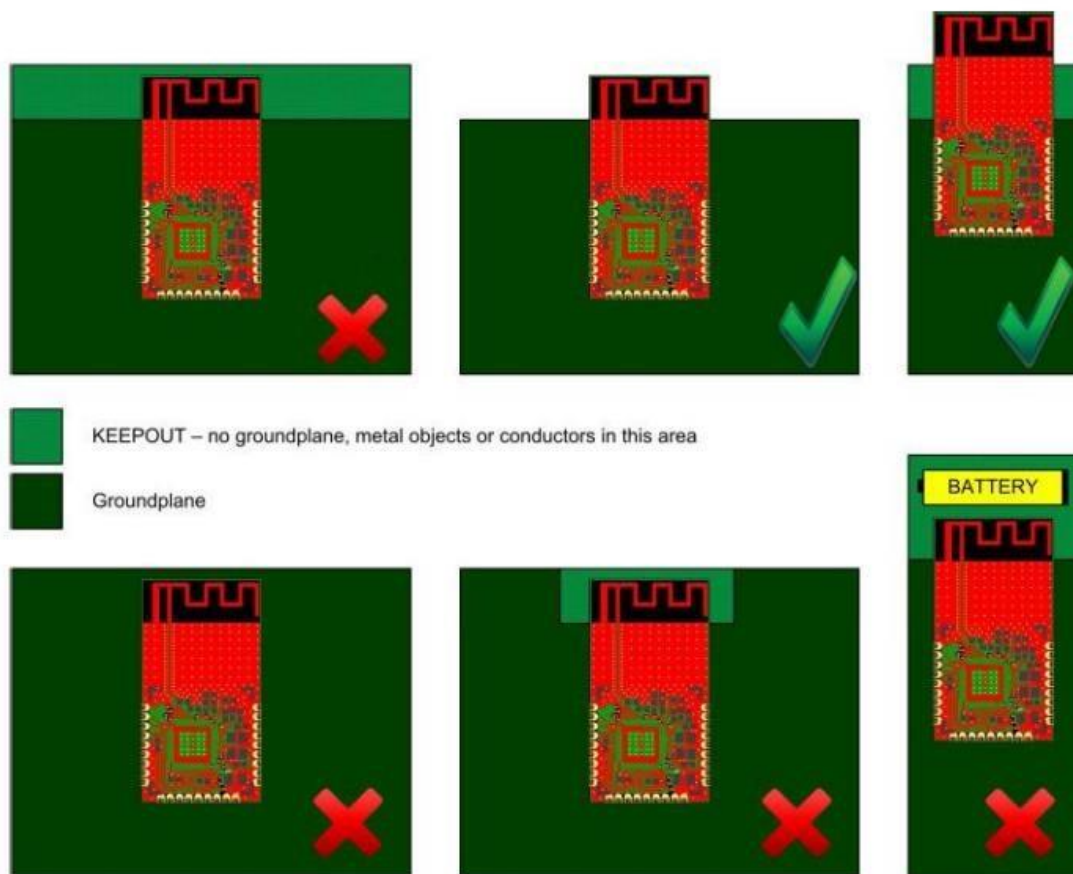 KEEPOUT – no groundplane, metal objects or conductors in this area
Groundplane
BATTERY